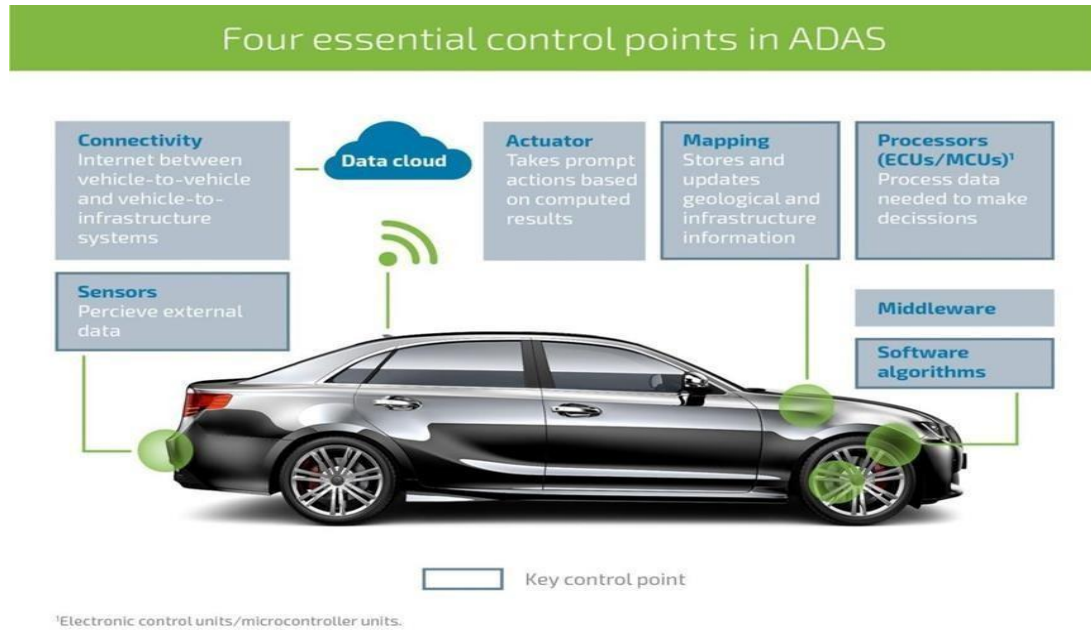 Four essential control points in ADAS
Connectivity
Internet between
vehicle-to-vehicle
and vehicle-to-
infrastructure
systems
Data cloud
Actuator
Takes prompt
actions based
on computed
results
Mapping
Stores and
updates
geological and
infrastructure
information
Processors
(ECUs/MCUs)¹
Process data
needed to make
decissions
Sensors
Percieve external
data
Middleware
Software
algorithms
Key control point
¹Electronic control units/microcontroller units.